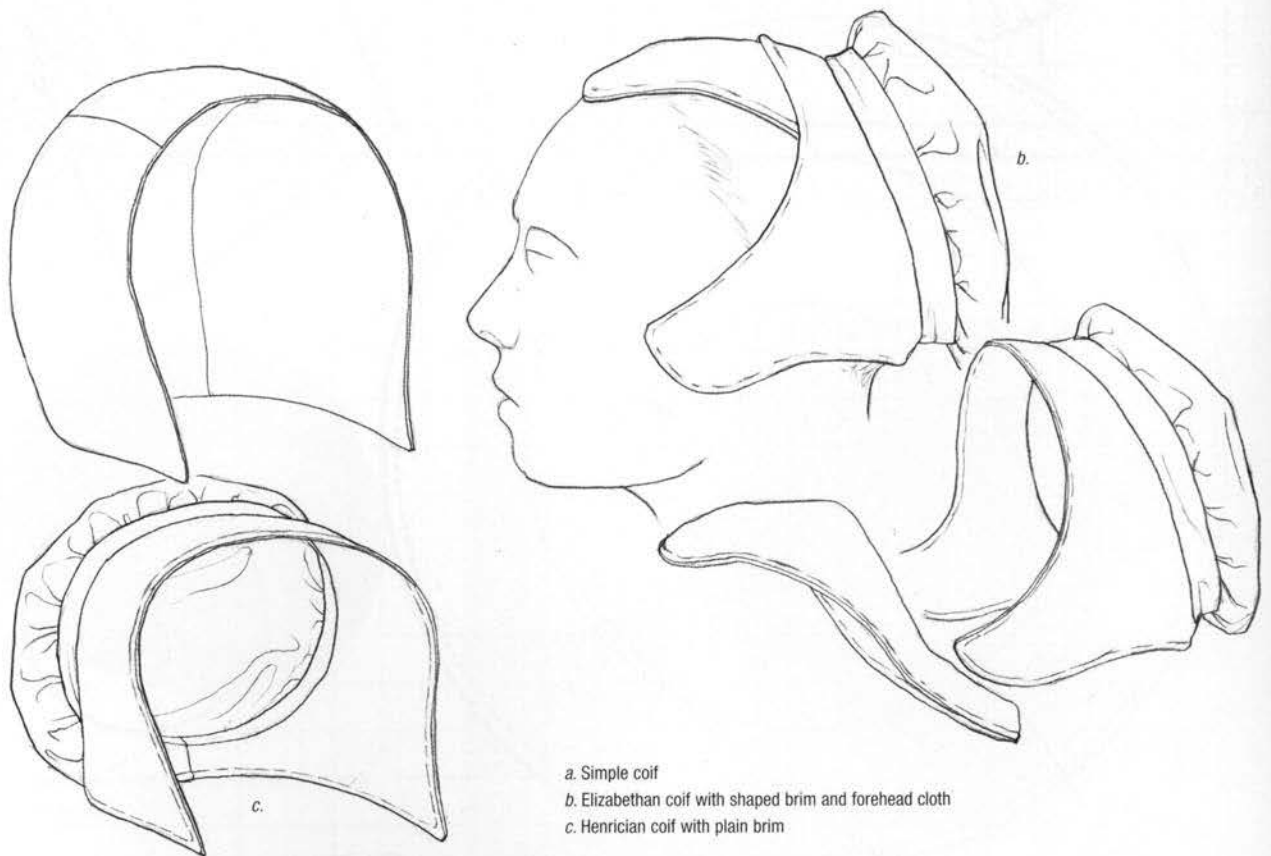 b.
c.
a. Simple coif
b. Elizabethan coif with shaped brim and forehead cloth
c. Henrician coif with plain brim